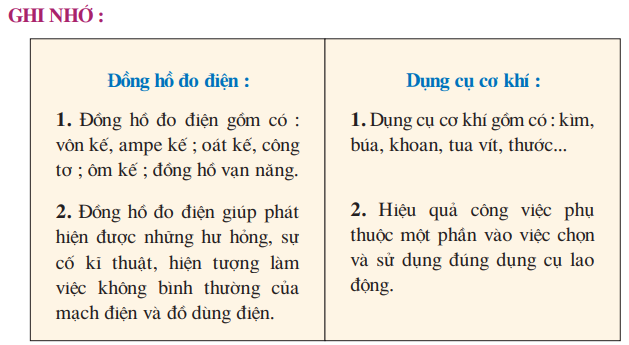 GHI NHỚ :
Đồng hồ đo điện :
1. Đồng hồ đo điện gồm có :
vôn kế, ampe kế ; oát kế, công
tơ ; ôm kế ; đồng hồ vạn năng.
2. Đồng hồ đo điện giúp phát
hiện được những hư hỏng, sự
cố kĩ thuật, hiện tượng làm
việc không bình thường của
mạch điện và đồ dùng điện.
Dụng cụ cơ khí :
1. Dụng cụ cơ khí gồm có : kìm,
búa, khoan, tua vít, thước...
2. Hiệu quả công việc phụ
thuộc một phần vào việc chọn
và sử dụng đúng dụng cụ lao
động.